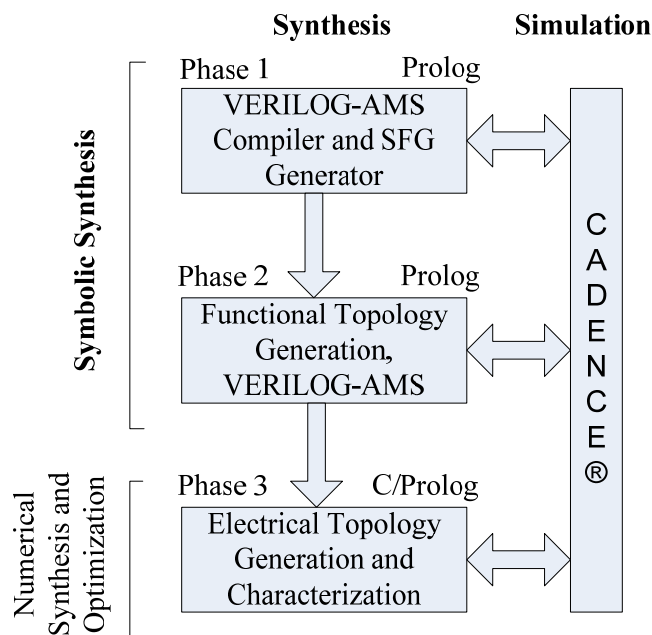 Synthesis Simulation
Phase 1 Prolog
VERILOG-AMS
Compiler and SFG
Generator
Phase 2 Prolog
Functional Topology
Generation,
VERILOG-AMS
Phase 3 C/Prolog
Electrical Topology
Generation and
Characterization
Symbolic Synthesis
Numerical
Synthesis and
Optimization
CADENCE®